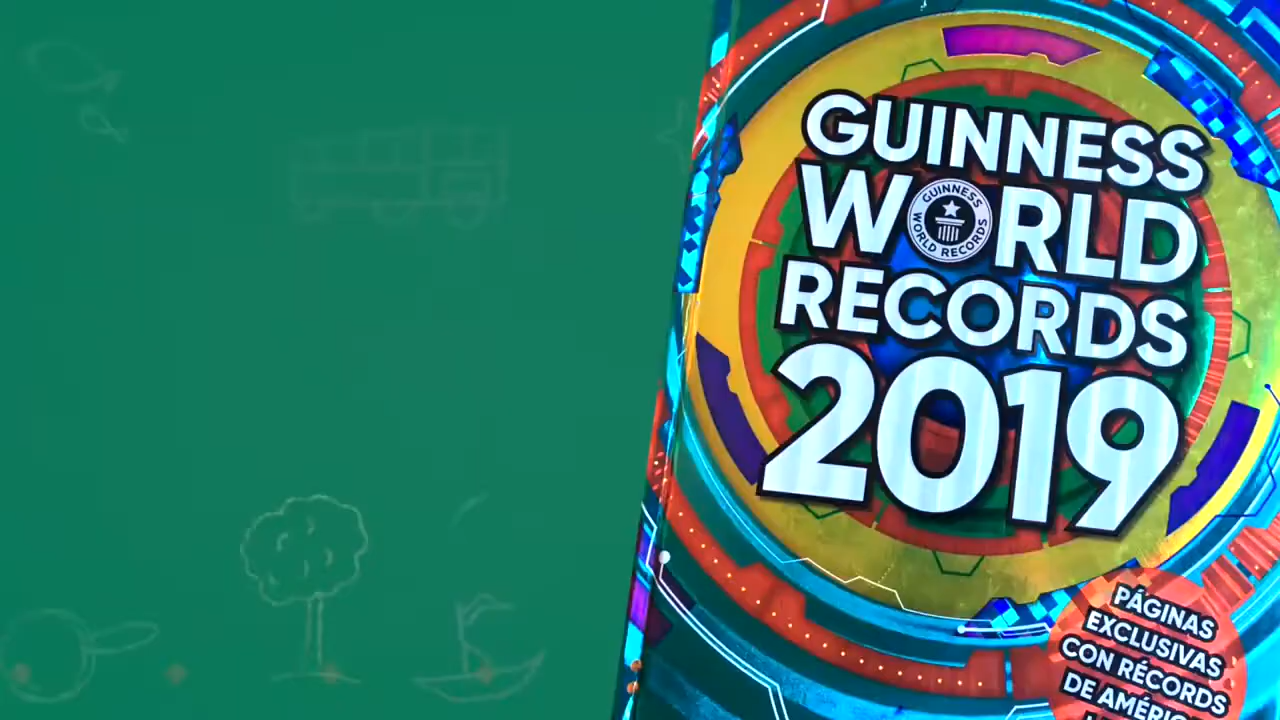 GUINNESS
WORLD
GUINNESS
WORLD RECORDS
RECORDS
2019
PÁGINAS
EXCLUSIVAS
CON RÉCORDS